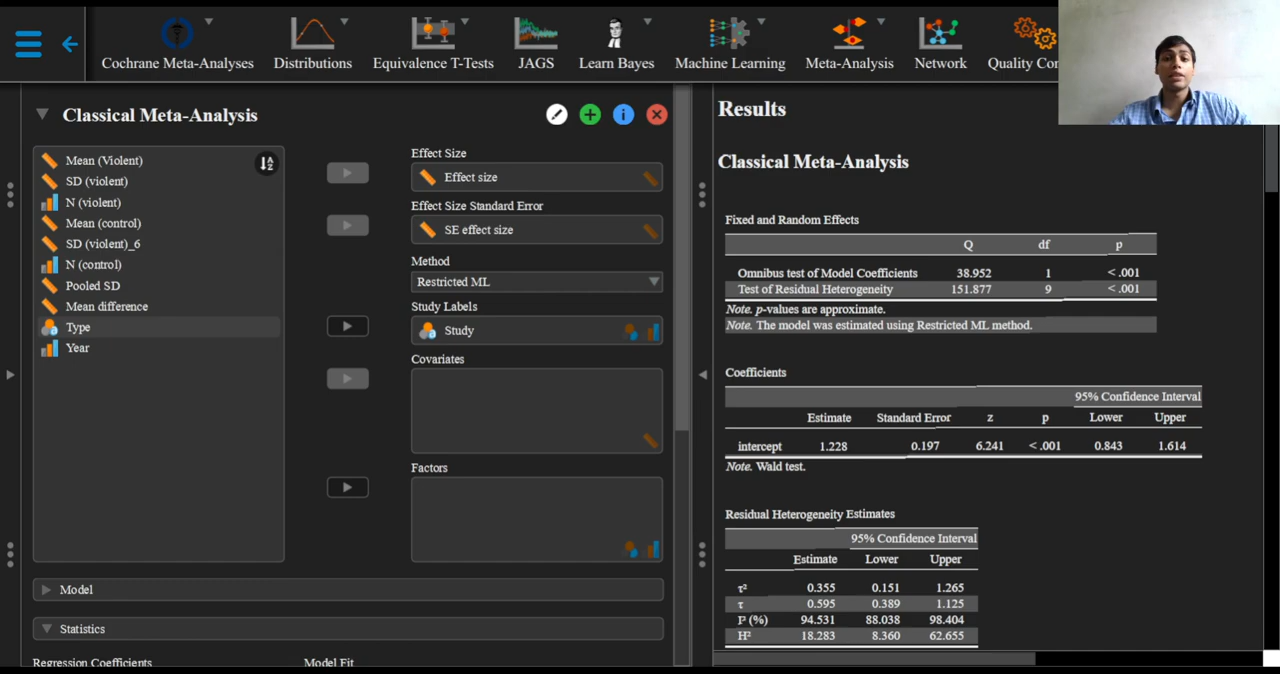 Cochrane Meta-Analyses Distributions Equivalence T-Tests JAGS Learn Bayes Machine Learning Meta-Analysis Network Quality Con
Classical Meta-Analysis
Mean (Violent)
SD (violent)
N (violent)
Mean (control)
SD (violent)_6
N (control)
Pooled SD
Mean difference
Type
Year
Effect Size
Effect size
Effect Size Standard Error
SE effect size
Method
Restricted ML
Study Labels
Study
Covariates
Factors
Model
Statistics
Regression Coefficients Model Fit
Results
Classical Meta-Analysis
Fixed and Random Effects
Q df p
Omnibus test of Model Coefficients 38.952 1 < .001
Test of Residual Heterogeneity 151.877 9 < .001
Note. p-values are approximate.
Note. The model was estimated using Restricted ML method.
Coefficients
95% Confidence Interval
Estimate Standard Error z p Lower Upper
intercept 1.228 0.197 6.241 < .001 0.843 1.614
Note. Wald test.
Residual Heterogeneity Estimates
95% Confidence Interval
Estimate Lower Upper
τ² 0.355 0.151 1.265
τ 0.595 0.389 1.125
I² (%) 94.531 88.038 98.404
H² 18.283 8.360 62.655